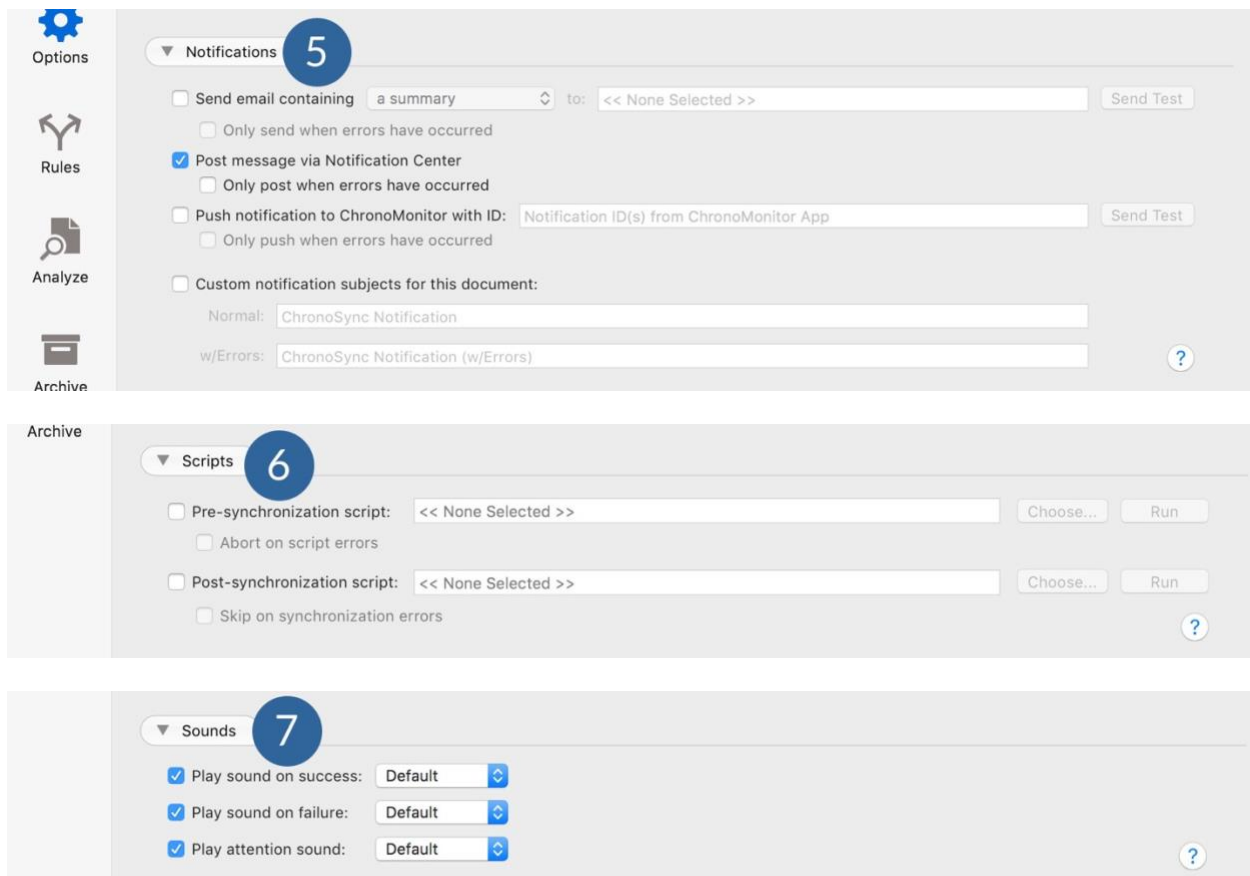 Options
Notifications 5
Send email containing a summary to: << None Selected >> Send Test
Only send when errors have occurred
Post message via Notification Center
Rules
Only post when errors have occurred
Push notification to ChronoMonitor with ID: Notification ID(s) from ChronoMonitor App Send Test
Only push when errors have occurred
Analyze
Custom notification subjects for this document:
Normal: ChronoSync Notification
w/Errors: ChronoSync Notification (w/Errors) ?
Archive
Archive
Scripts 6
Pre-synchronization script: << None Selected >> Choose... Run
Abort on script errors
Post-synchronization script: << None Selected >> Choose... Run
Skip on synchronization errors
?
Sounds 7
Play sound on success: Default
Play sound on failure: Default
Play attention sound: Default
?